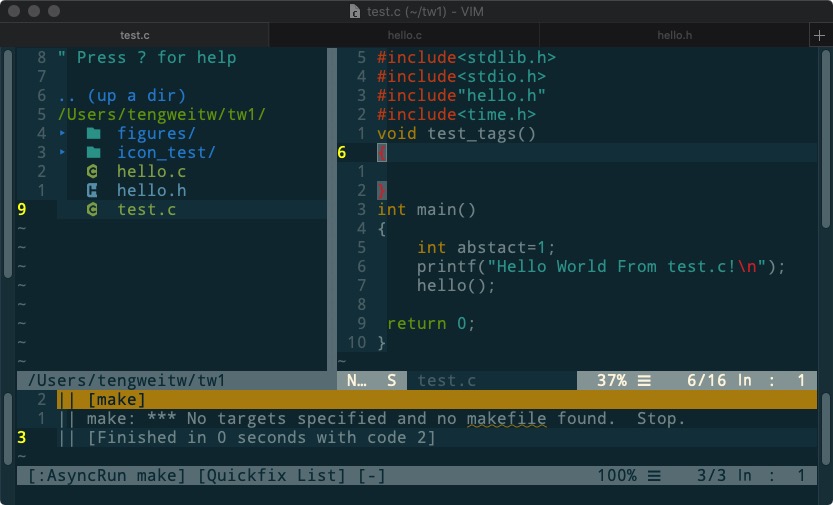 test.c (~/tw1) - VIM
test.c
hello.c
hello.h
+
8 " Press ? for help
7
6 .. (up a dir)
5 /Users/tengweitw/tw1/
4 ▸ figures/
3 ▸ icon_test/
2 hello.c
1 hello.h
9 test.c
~
~
~
~
~
~
~
~
/Users/tengweitw/tw1
5 #include<stdlib.h>
4 #include<stdio.h>
3 #include"hello.h"
2 #include<time.h>
1 void test_tags()
6 {
1
2 }
3 int main()
4 {
5     int abstact=1;
6     printf("Hello World From test.c!\n");
7     hello();
8
9  return 0;
10 }
~
N… S test.c 37% ☰ 6/16 ln : 1
2 || [make]
1 || make: *** No targets specified and no makefile found.  Stop.
3 || [Finished in 0 seconds with code 2]
~
[:AsyncRun make] [Quickfix List] [-] 100% ☰ 3/3 ln : 1